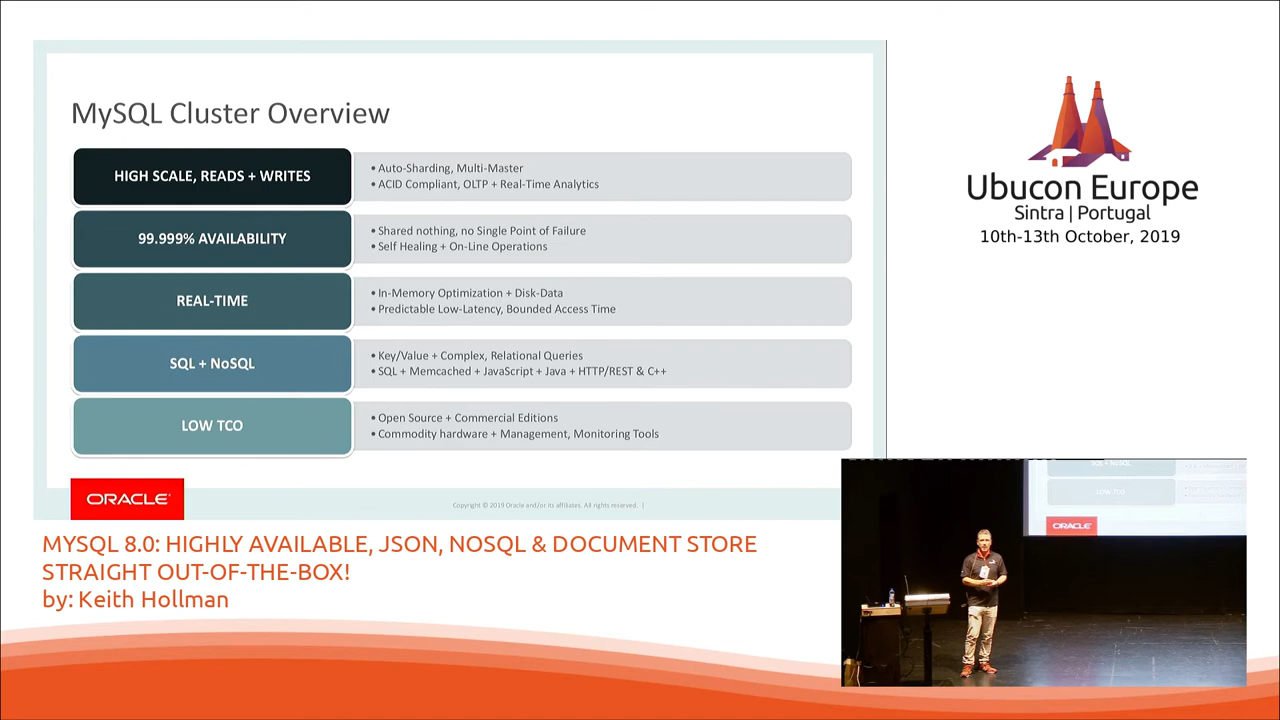 MySQL Cluster Overview
HIGH SCALE, READS + WRITES
• Auto-Sharding, Multi-Master
• ACID Compliant, OLTP + Real-Time Analytics
99.999% AVAILABILITY
• Shared nothing, no Single Point of Failure
• Self Healing + On-Line Operations
REAL-TIME
• In-Memory Optimization + Disk-Data
• Predictable Low-Latency, Bounded Access Time
SQL + NoSQL
• Key/Value + Complex, Relational Queries
• SQL + Memcached + JavaScript + Java + HTTP/REST & C++
LOW TCO
• Open Source + Commercial Editions
• Commodity hardware + Management, Monitoring Tools
ORACLE
Copyright © 2019 Oracle and/or its affiliates. All rights reserved. |
Ubucon Europe
Sintra | Portugal
10th-13th October, 2019
MYSQL 8.0: HIGHLY AVAILABLE, JSON, NOSQL & DOCUMENT STORE
STRAIGHT OUT-OF-THE-BOX!
by: Keith Hollman
SQL + NoSQL
LOW TCO
ORACLE